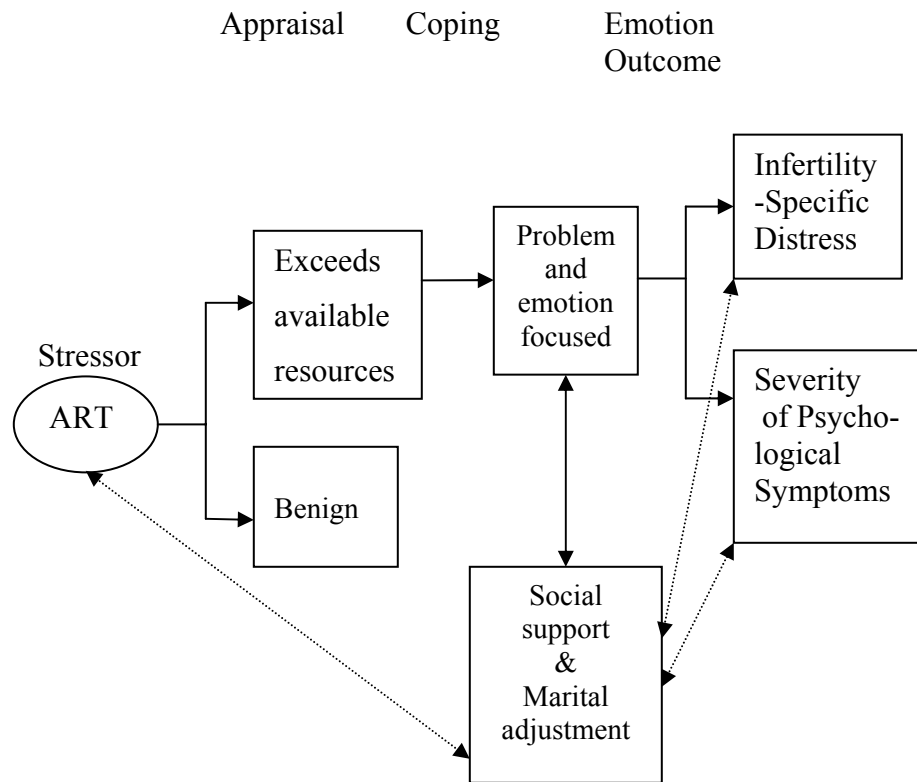 Appraisal Coping Emotion
Outcome
Infertility
-Specific
Distress
Problem
and
emotion
focused
Exceeds
available
resources
Stressor
ART
Severity
of Psycho-
logical
Symptoms
Benign
Social
support
&
Marital
adjustment